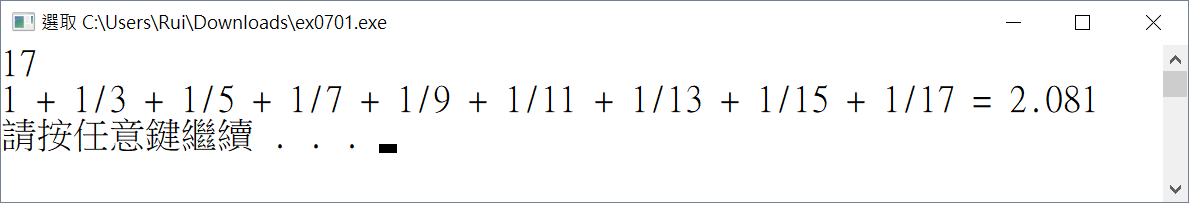 選取 C:\Users\Rui\Downloads\ex0701.exe
17
1 + 1/3 + 1/5 + 1/7 + 1/9 + 1/11 + 1/13 + 1/15 + 1/17 = 2.081
請按任意鍵繼續 . . .